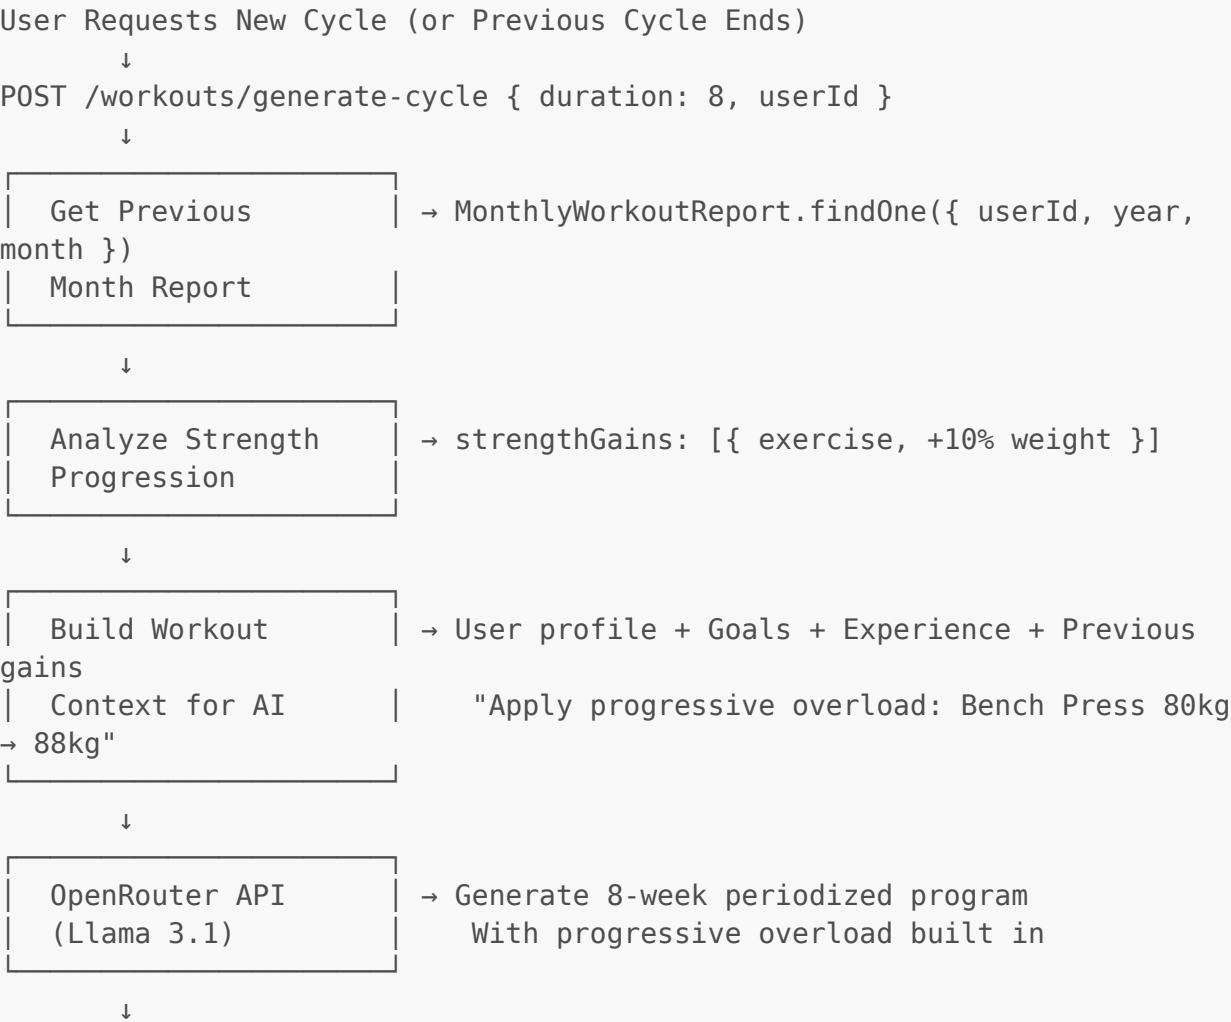 User Requests New Cycle (or Previous Cycle Ends)
↓
POST /workouts/generate-cycle { duration: 8, userId }
↓
┌─────────────────────────┐
│  Get Previous           │ → MonthlyWorkoutReport.findOne({ userId, year,
month })
│  Month Report           │
└─────────────────────────┘
↓
┌─────────────────────────┐
│  Analyze Strength       │ → strengthGains: [{ exercise, +10% weight }]
│  Progression            │
└─────────────────────────┘
↓
┌─────────────────────────┐
│  Build Workout          │ → User profile + Goals + Experience + Previous
gains
│  Context for AI         │    "Apply progressive overload: Bench Press 80kg
→ 88kg"
└─────────────────────────┘
↓
┌─────────────────────────┐
│  OpenRouter API         │ → Generate 8-week periodized program
│  (Llama 3.1)            │    With progressive overload built in
└─────────────────────────┘
↓